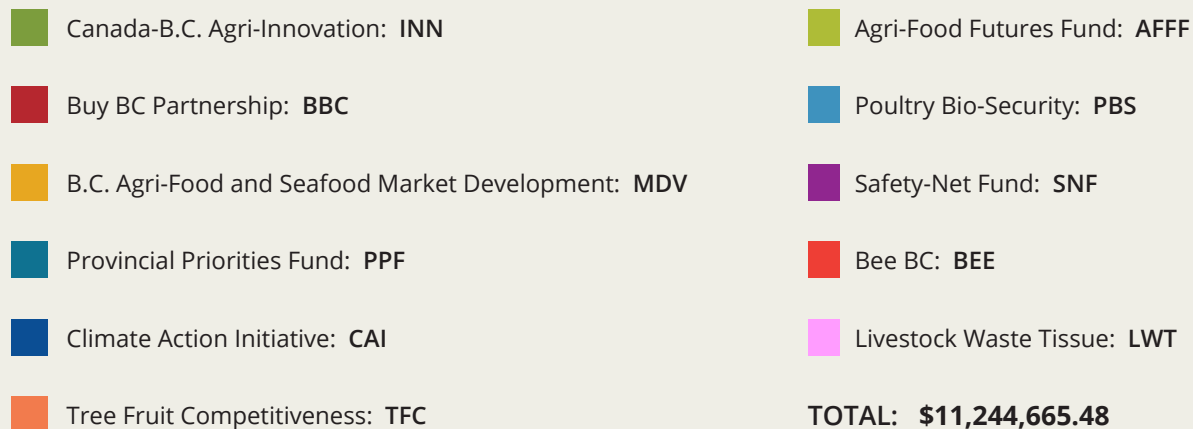 Canada-B.C. Agri-Innovation: INN
Buy BC Partnership: BBC
B.C. Agri-Food and Seafood Market Development: MDV
Provincial Priorities Fund: PPF
Climate Action Initiative: CAI
Tree Fruit Competitiveness: TFC
Agri-Food Futures Fund: AFFF
Poultry Bio-Security: PBS
Safety-Net Fund: SNF
Bee BC: BEE
Livestock Waste Tissue: LWT
TOTAL: $11,244,665.48